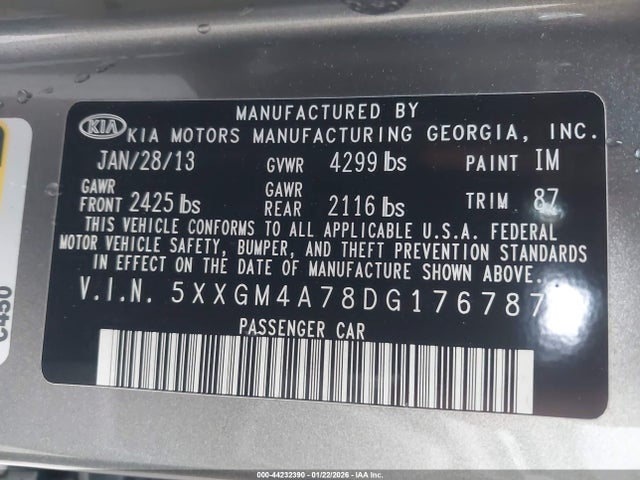 MANUFACTURED BY
KIA KIA MOTORS MANUFACTURING GEORGIA, INC.
JAN/28/13 GVWR 4299 lbs PAINT IM
GAWR FRONT 2425 lbs GAWR REAR 2116 lbs TRIM 87
THIS VEHICLE CONFORMS TO ALL APPLICABLE U.S.A. FEDERAL
MOTOR VEHICLE SAFETY, BUMPER, AND THEFT PREVENTION STANDARDS
IN EFFECT ON THE DATE OF MANUFACTURE SHOWN ABOVE.
V.I.N. 5XXGM4A78DG176787
PASSENGER CAR
C450
000-44232390 - 01/22/2026 - IAA Inc.